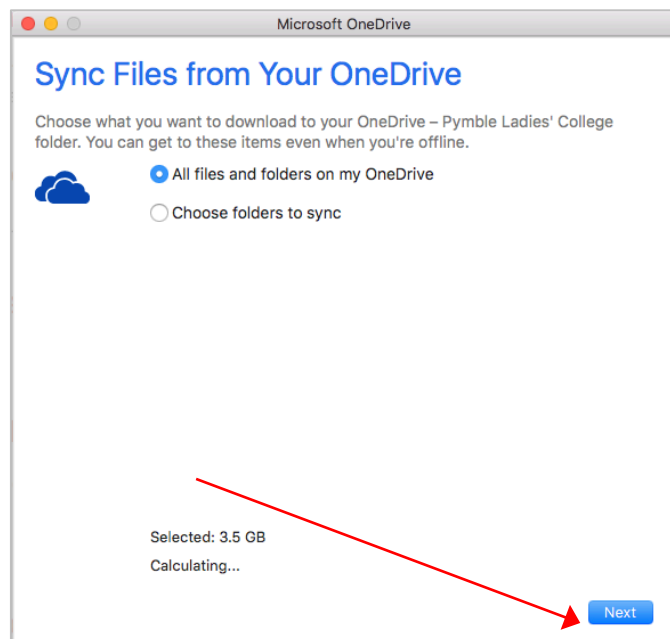 Microsoft OneDrive
Sync Files from Your OneDrive
Choose what you want to download to your OneDrive – Pymble Ladies' College
folder. You can get to these items even when you're offline.
All files and folders on my OneDrive
Choose folders to sync
Selected: 3.5 GB
Calculating...
Next